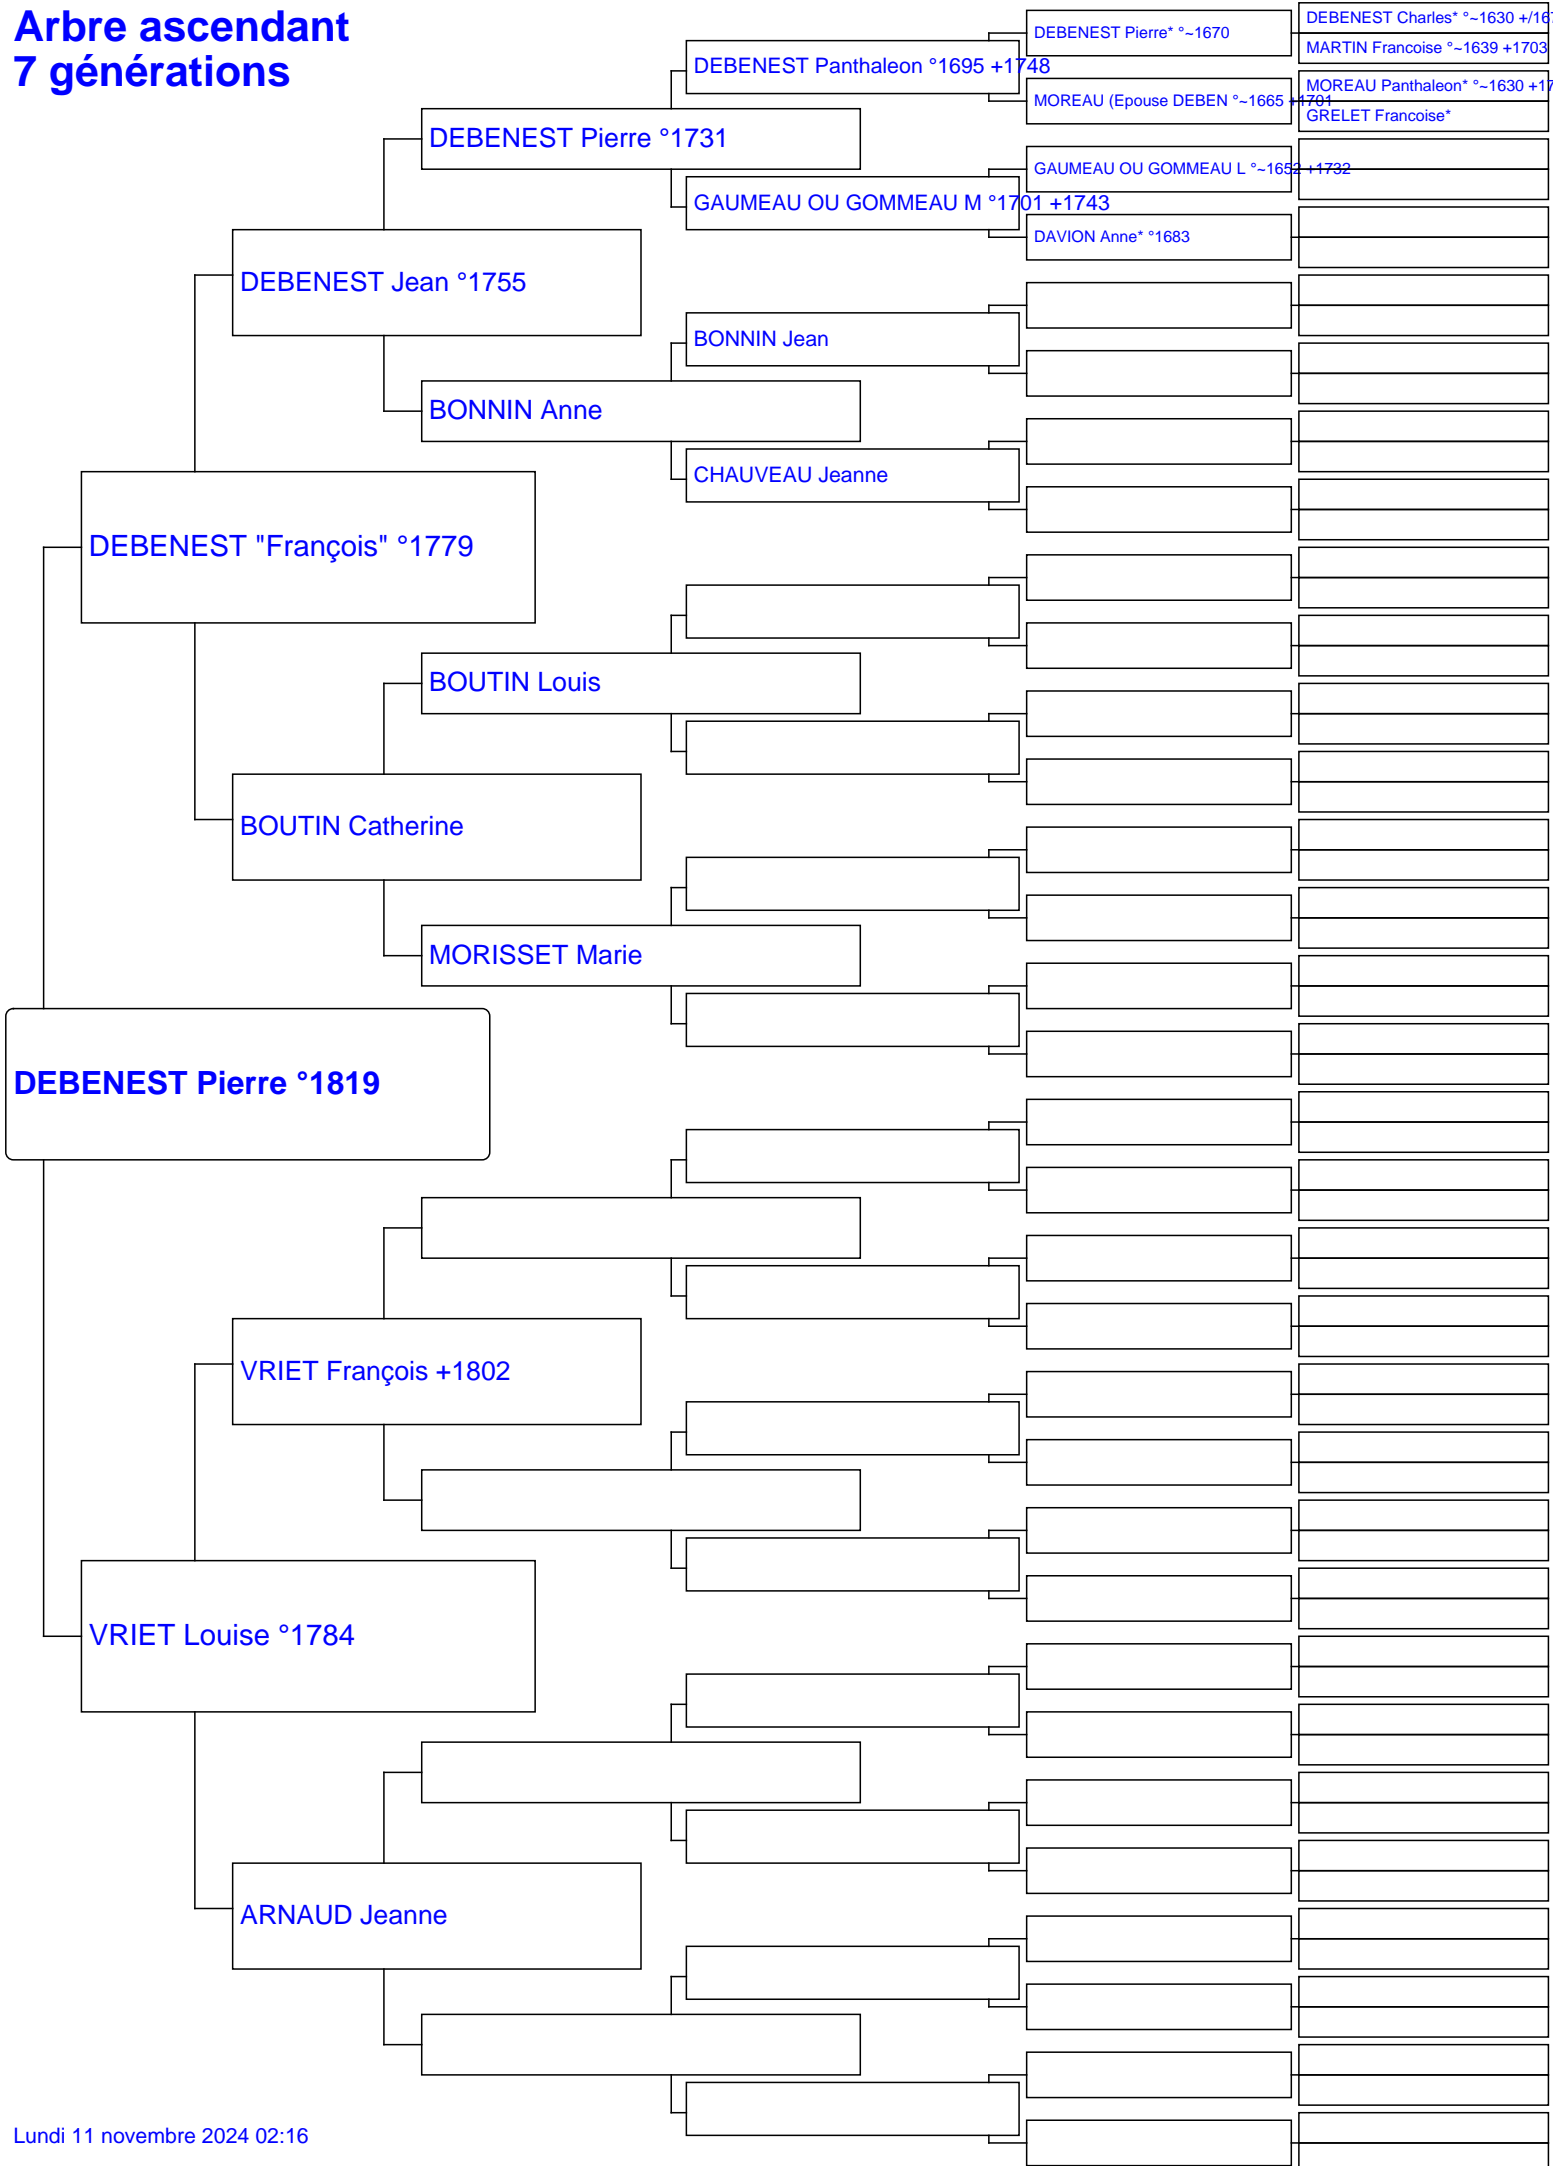 Arbre ascendant
7 générations
DEBENEST Pierre* °~1670
DEBENEST Charles* °~1630 +/16
MARTIN Francoise °~1639 +1703
DEBENEST Panthaleon °1695 +1748
MOREAU (Epouse DEBEN °~1665 +1701
MOREAU Panthaleon* °~1630 +17
GRELET Francoise*
DEBENEST Pierre °1731
GAUMEAU OU GOMMEAU L °~1652 +1732
GAUMEAU OU GOMMEAU M °1701 +1743
DAVION Anne* °1683
DEBENEST Jean °1755
BONNIN Jean
BONNIN Anne
CHAUVEAU Jeanne
DEBENEST "François" °1779
BOUTIN Louis
BOUTIN Catherine
MORISSET Marie
DEBENEST Pierre °1819
VRIET François +1802
VRIET Louise °1784
ARNAUD Jeanne
Lundi 11 novembre 2024 02:16